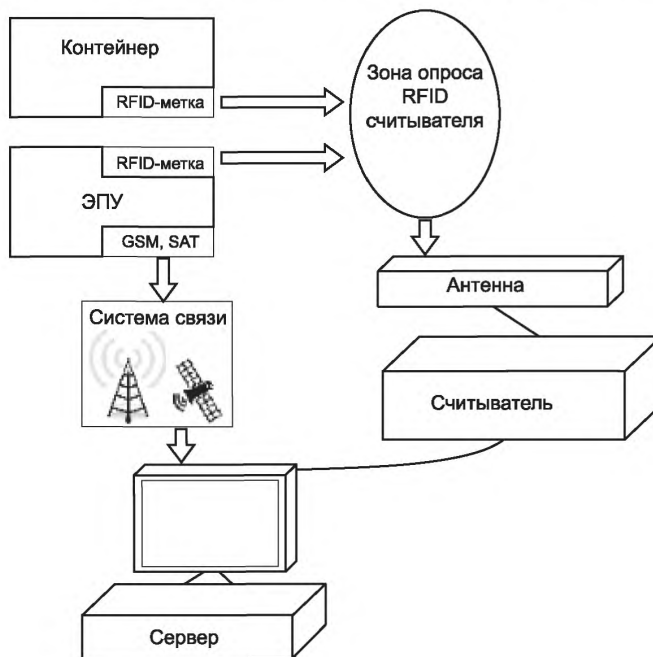 Контейнер
RFID-метка
Зона опроса
RFID
считывателя
RFID-метка
ЭПУ
GSM, SAT
Антенна
Система связи
Считыватель
Сервер